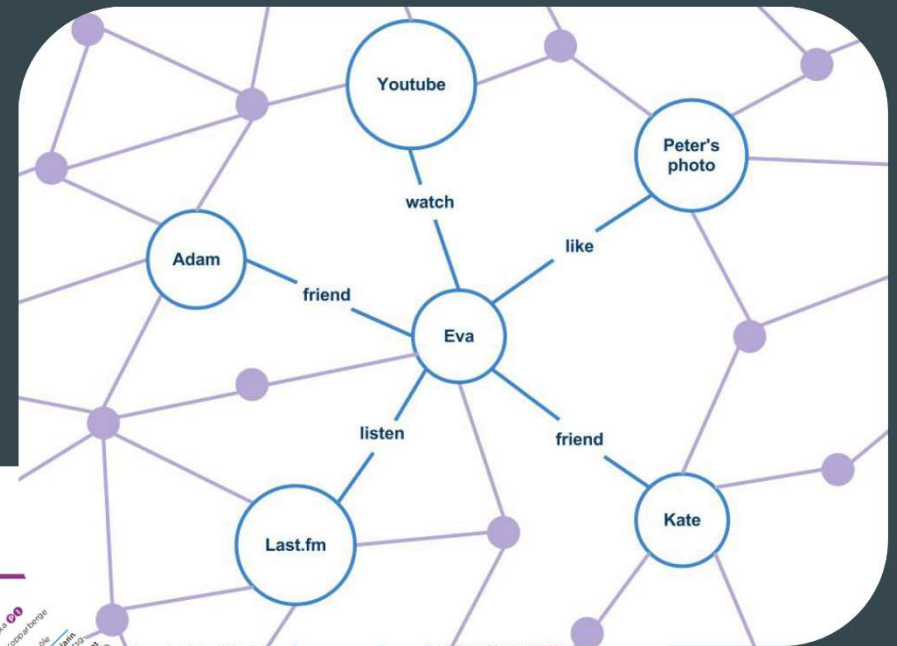 Youtube
Peter's
photo
watch
like
Adam
friend
Eva
listen
friend
Kate
Last.fm